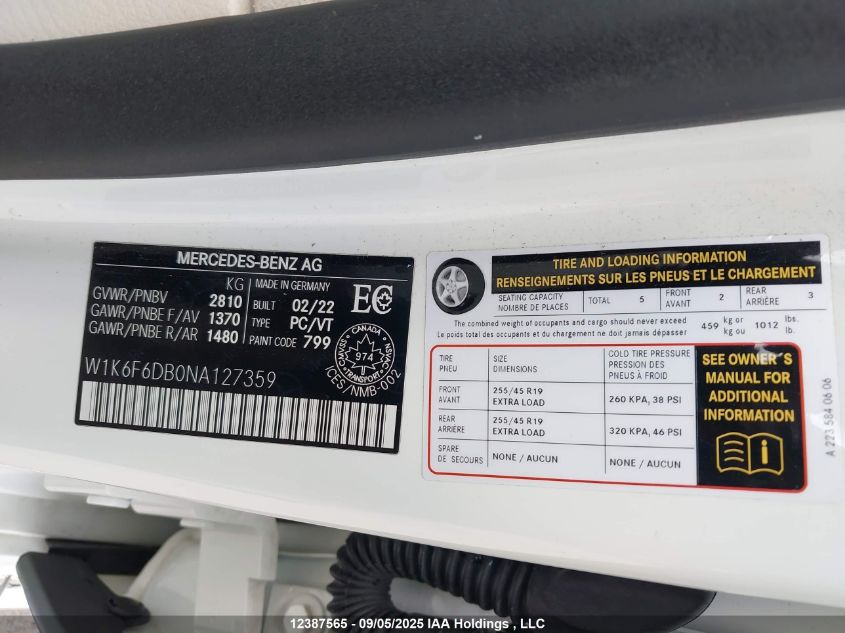 MERCEDES-BENZ AG
KG MADE IN GERMANY
GVWR/PNBV 2810 BUILT 02/22 EC
GAWR/PNBE F/AV 1370 TYPE PC/VT
GAWR/PNBE R/AR 1480 PAINT CODE 799
CANADA
974
TRANSPORT
ICES/NMB-002
W1K6F6DB0NA127359
TIRE AND LOADING INFORMATION
RENSEIGNEMENTS SUR LES PNEUS ET LE CHARGEMENT
SEATING CAPACITY
NOMBRE DE PLACES
TOTAL 5
FRONT
AVANT
2
REAR
ARRIÈRE
3
The combined weight of occupants and cargo should never exceed
Le poids total des occupants et du chargement ne doit jamais dépasser
459 kg or
kg ou
1012 lbs.
lb.
TIRE
PNEU
SIZE
DIMENSIONS
COLD TIRE PRESSURE
PRESSION DES
PNEUS À FROID
FRONT
AVANT
255/45 R19
EXTRA LOAD
260 KPA, 38 PSI
REAR
ARRIÈRE
255/45 R19
EXTRA LOAD
320 KPA, 46 PSI
SPARE
DE SECOURS
NONE / AUCUN
NONE / AUCUN
SEE OWNER´S
MANUAL FOR
ADDITIONAL
INFORMATION
i
A 223 584 06 06
12387565 - 09/05/2025 IAA Holdings , LLC